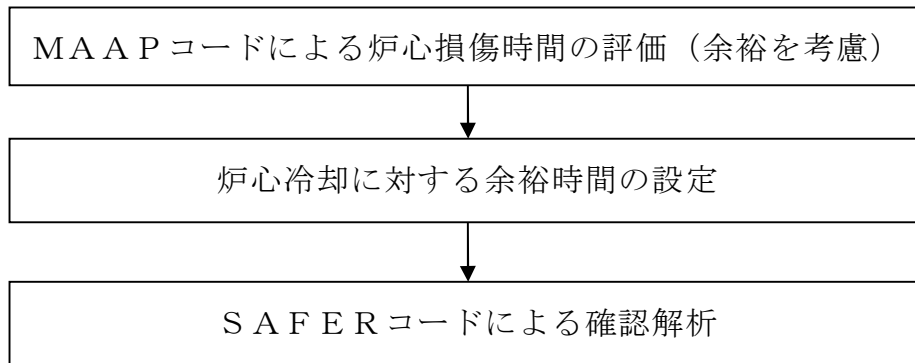 ＭＡＡＰコードによる炉心損傷時間の評価（余裕を考慮）
炉心冷却に対する余裕時間の設定
ＳＡＦＥＲコードによる確認解析